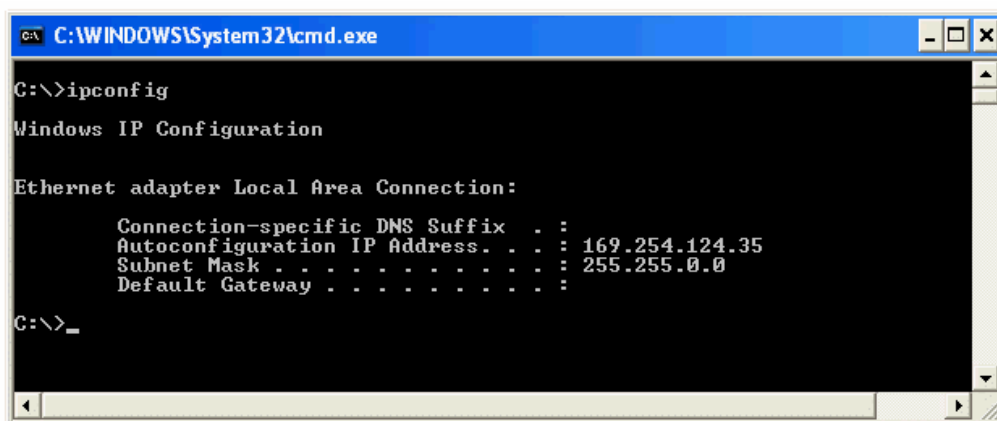 C:\WINDOWS\System32\cmd.exe
C:\>ipconfig
Windows IP Configuration
Ethernet adapter Local Area Connection:
Connection-specific DNS Suffix . :
Autoconfiguration IP Address. . . : 169.254.124.35
Subnet Mask . . . . . . . . . . . : 255.255.0.0
Default Gateway . . . . . . . . . :
C:\>_